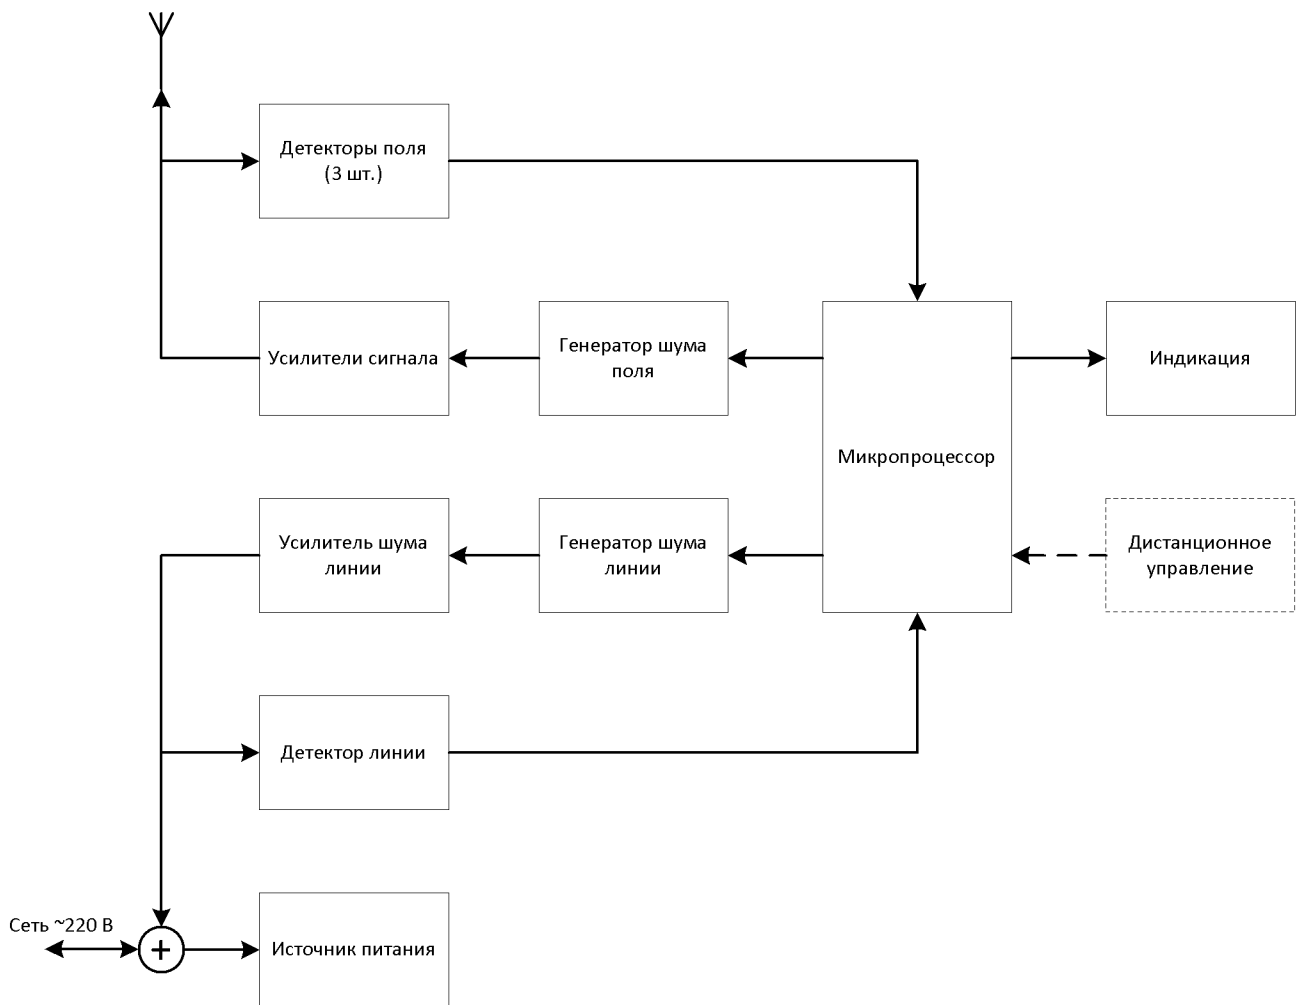 Детекторы поля
(3 шт.)
Усилители сигнала
Генератор шума
поля
Микропроцессор
Индикация
Усилитель шума
линии
Генератор шума
линии
Дистанционное
управление
Детектор линии
Сеть ~220 В
Источник питания